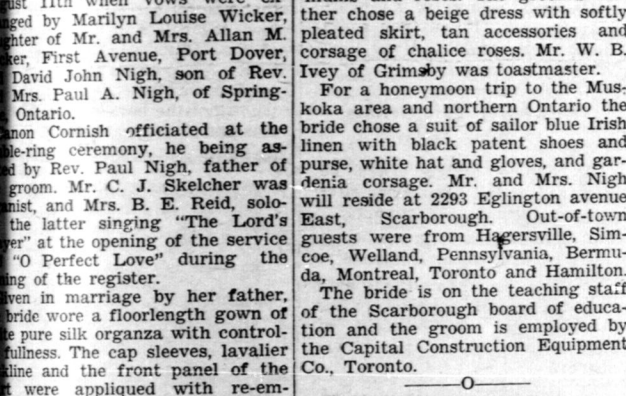 ust 11th when vows were ex-
nged by Marilyn Louise Wicker,
ghter of Mr. and Mrs. Allan M.
ker, First Avenue, Port Dover,
David John Nigh, son of Rev.
Mrs. Paul A. Nigh, of Spring-
Ontario.
anon Cornish officiated at the
ble-ring ceremony, he being as-
ed by Rev. Paul Nigh, father of
groom. Mr. C. J. Skelcher was
anist, and Mrs. B. E. Reid, solo-
the latter singing "The Lord's
yer" at the opening of the service
"O Perfect Love" during the
ning of the register.
iven in marriage by her father,
bride wore a floorlength gown of
te pure silk organza with control-
fullness. The cap sleeves, lavalier
kline and the front panel of the
rt were appliqued with re-em-
ther chose a beige dress with softly
pleated skirt, tan accessories and
corsage of chalice roses. Mr. W. B.
Ivey of Grimsby was toastmaster.
For a honeymoon trip to the Mus-
koka area and northern Ontario the
bride chose a suit of sailor blue Irish
linen with black patent shoes and
purse, white hat and gloves, and gar-
denia corsage. Mr. and Mrs. Nigh
will reside at 2293 Eglington avenue
East, Scarborough. Out-of-town
guests were from Hagersville, Sim-
coe, Welland, Pennsylvania, Bermu-
da, Montreal, Toronto and Hamilton.
The bride is on the teaching staff
of the Scarborough board of educa-
tion and the groom is employed by
the Capital Construction Equipment
Co., Toronto.
O